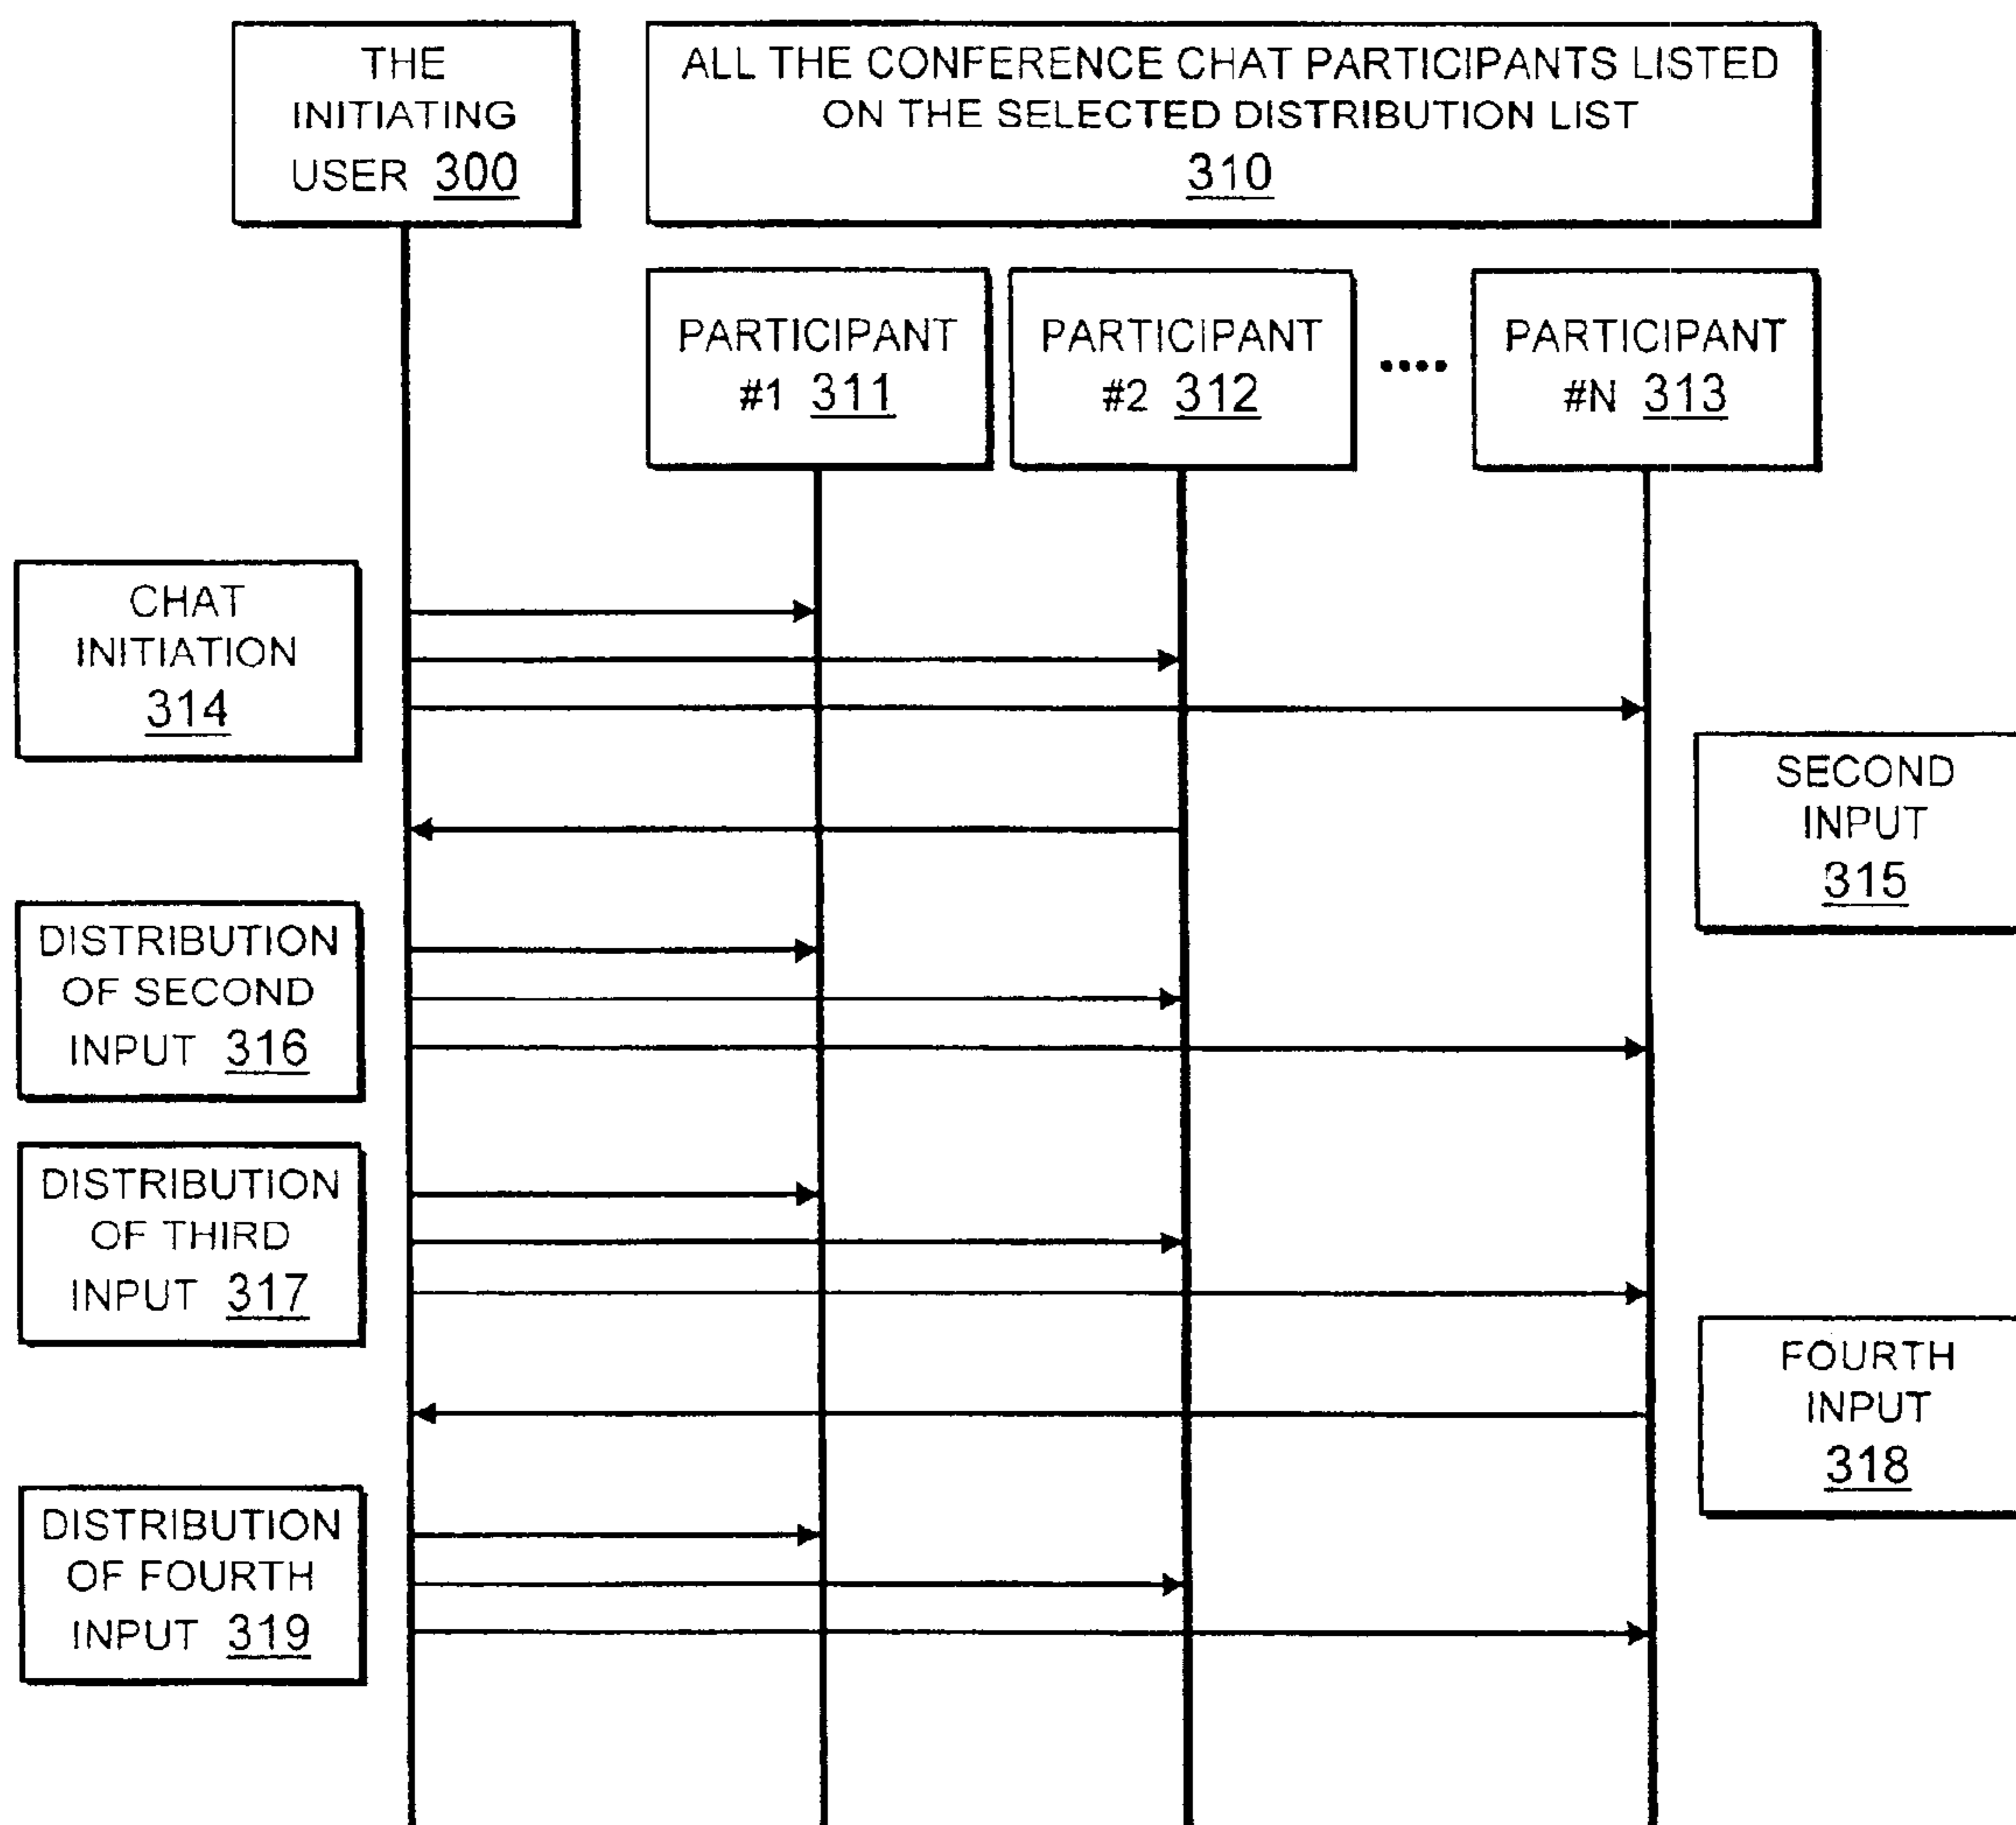 THE
INITIATING
USER 300
ALL THE CONFERENCE CHAT PARTICIPANTS LISTED
ON THE SELECTED DISTRIBUTION LIST
310
PARTICIPANT
#1 311
PARTICIPANT
#2 312
....
PARTICIPANT
#N 313
CHAT
INITIATION
314
SECOND
INPUT
315
DISTRIBUTION
OF SECOND
INPUT 316
DISTRIBUTION
OF THIRD
INPUT 317
FOURTH
INPUT
318
DISTRIBUTION
OF FOURTH
INPUT 319